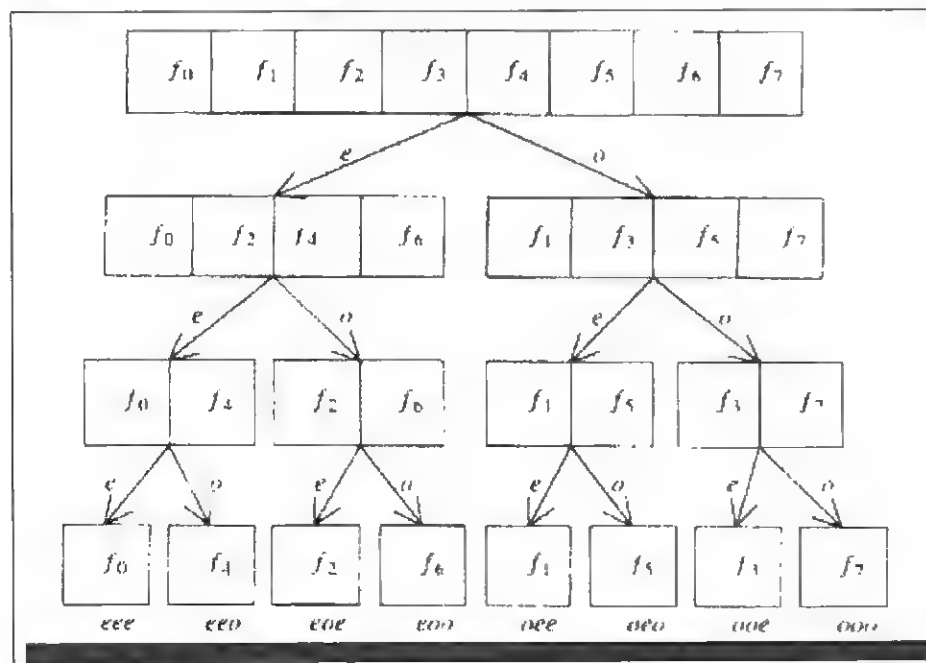 f0 f1 f2 f3 f4 f5 f6 f7
e o
f0 f2 f4 f6 f1 f3 f5 f7
e o e o
f0 f4 f2 f6 f1 f5 f3 f7
e o e o e o e o
f0 f4 f2 f6 f1 f5 f3 f7
eee eeo eoe eoo oee oeo ooe ooo